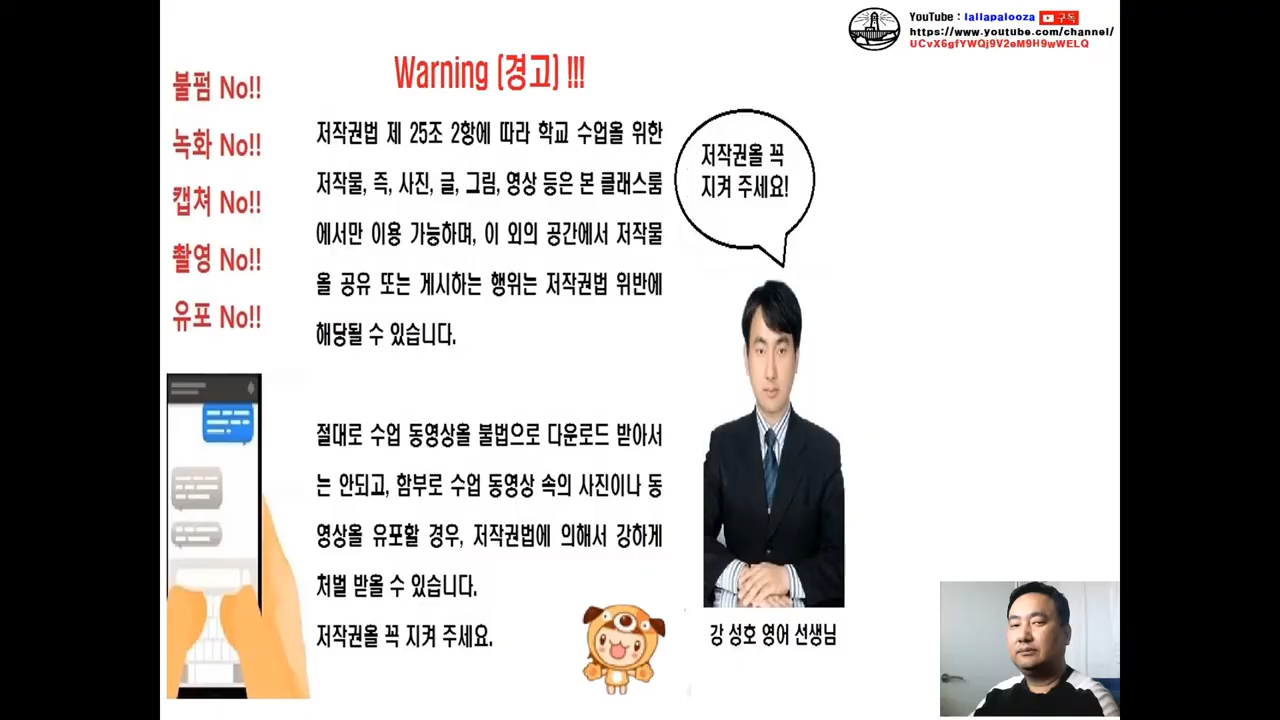 YouTube : lallapalooza 구독
https://www.youtube.com/channel/
UCvX6gfYWQj9V2eM9H9wWELQ
Warning (경고) !!!
불펌 No!!
녹화 No!!
캡쳐 No!!
촬영 No!!
유포 No!!
저작권법 제 25조 2항에 따라 학교 수업을 위한
저작물, 즉, 사진, 글, 그림, 영상 등은 본 클래스룸
에서만 이용 가능하며, 이 외의 공간에서 저작물
을 공유 또는 게시하는 행위는 저작권법 위반에
해당될 수 있습니다.
절대로 수업 동영상을 불법으로 다운로드 받아서
는 안되고, 함부로 수업 동영상 속의 사진이나 동
영상을 유포할 경우, 저작권법에 의해서 강하게
처벌 받을 수 있습니다.
저작권을 꼭 지켜 주세요.
저작권을 꼭
지켜 주세요!
강 성호 영어 선생님